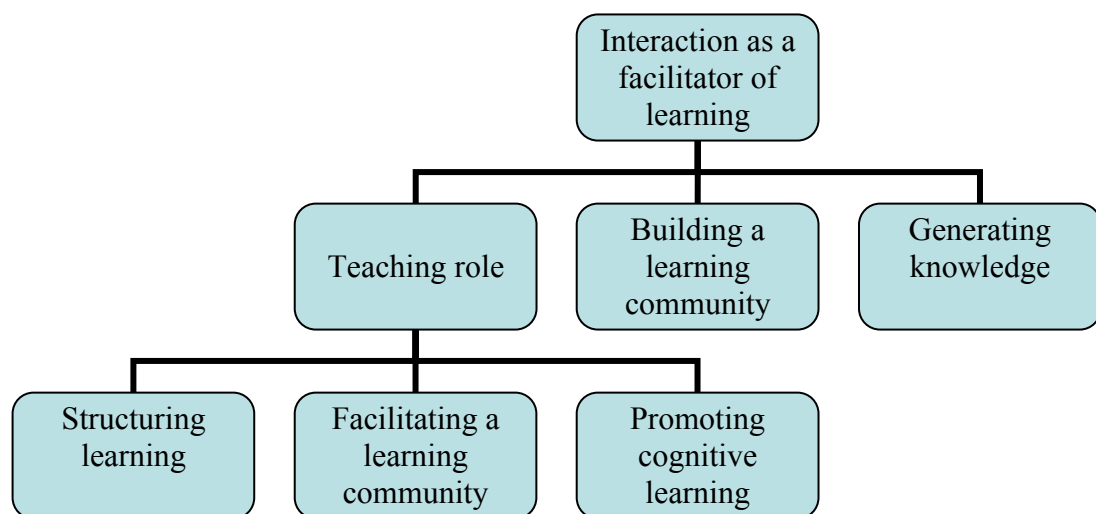 Interaction as a
facilitator of
learning
Teaching role
Building a
learning
community
Generating
knowledge
Structuring
learning
Facilitating a
learning
community
Promoting
cognitive
learning